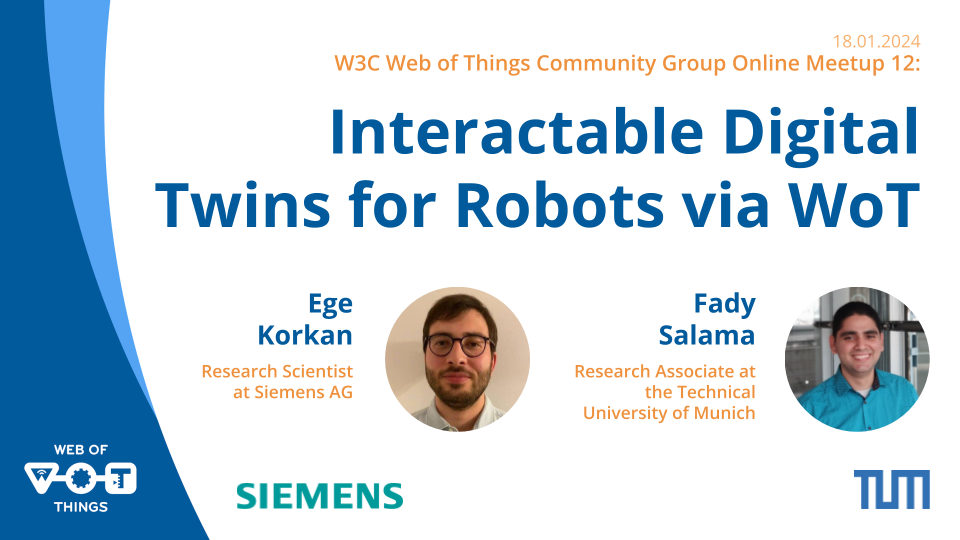 18.01.2024
W3C Web of Things Community Group Online Meetup 12:
Interactable Digital
Twins for Robots via WoT
Ege
Korkan
Research Scientist
at Siemens AG
Fady
Salama
Research Associate at
the Technical
University of Munich
WEB OF
W O T
THINGS
SIEMENS
TUM